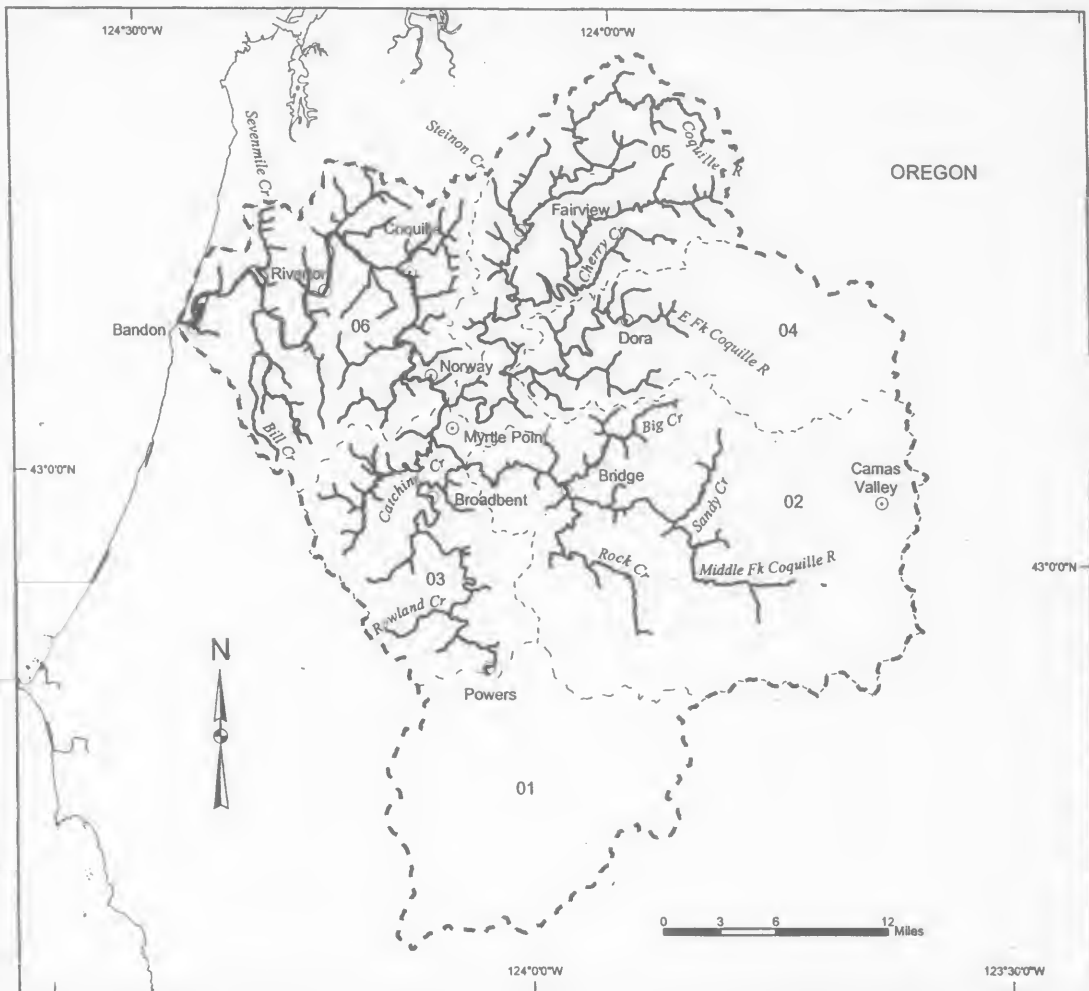 124°30'0"W
124°0'0"W
Sevenmile Cr
Steinon Cr
Coquille R
05
OREGON
Fairview
Coquille
Cherry Cr
Riverton
06
04
Bandon
E Fk Coquille R
Dora
Norway
Big Cr
Myrtle Poin
Bill Cr
43°0'0"N
Catchin Cr
Bridge
Camas
Valley
Broadbent
Sandy Cr
02
Rock Cr
Middle Fk Coquille R
43°0'0"N
03
Rowland Cr
N
Powers
01
0 3 6 12
Miles
124°0'0"W
123°30'0"W